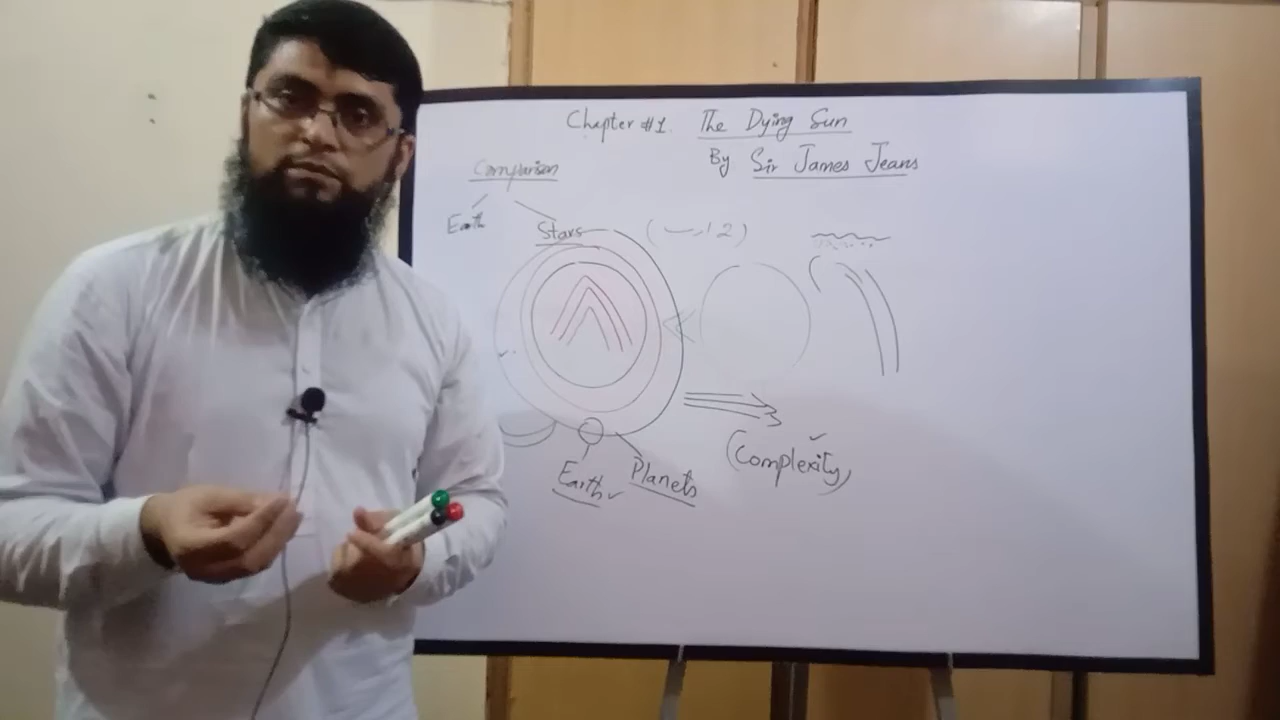 Chapter #1. The Dying Sun
By Sir James Jeans
Comparison
Earth
Stars
Earth
Planets
(Complexity)